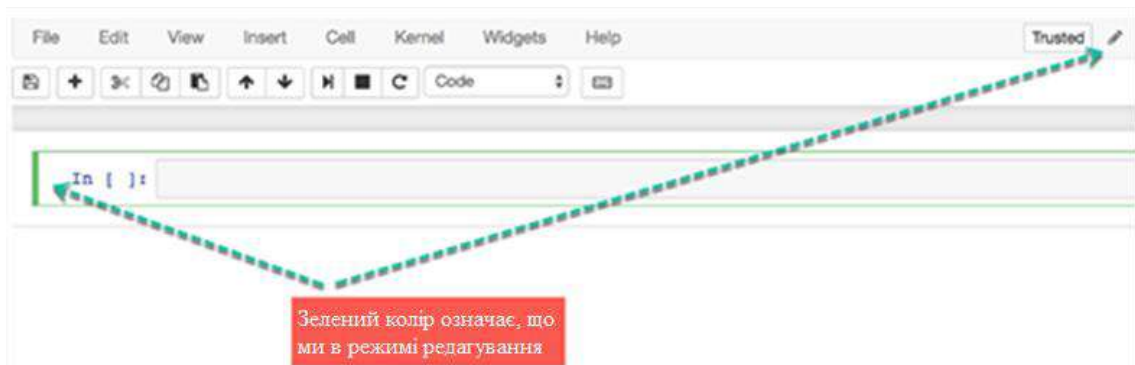 File Edit View Insert Cell Kernel Widgets Help Trusted
Code
In [ ]:
Зелений колір означає, що
ми в режимі редагування